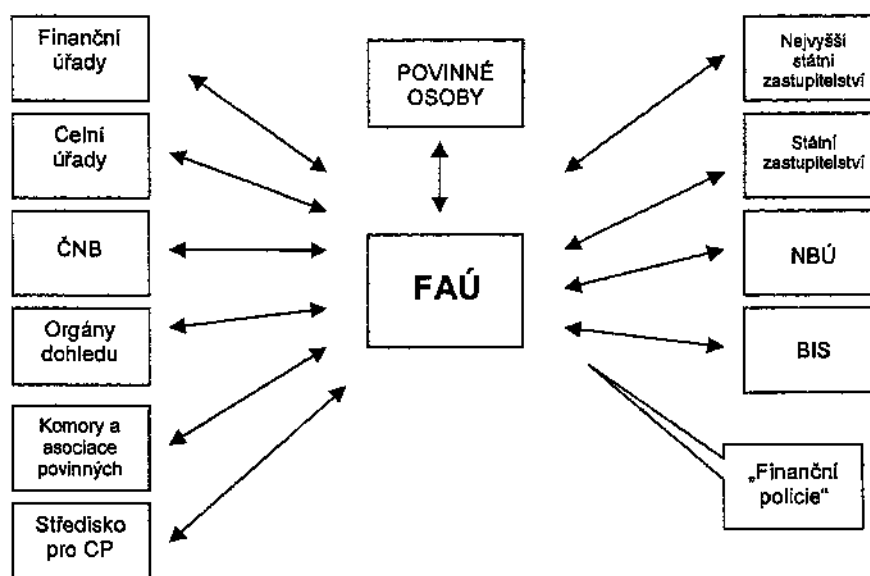 Finanční
úřady
Celní
úřady
ČNB
Orgány
dohledu
Komory a
asociace
povinných
Středisko
pro CP
POVINNÉ
OSOBY
FAÚ
Nejvyšší
státní
zastupitelství
Státní
zastupitelství
NBÚ
BIS
„Finanční
policie“